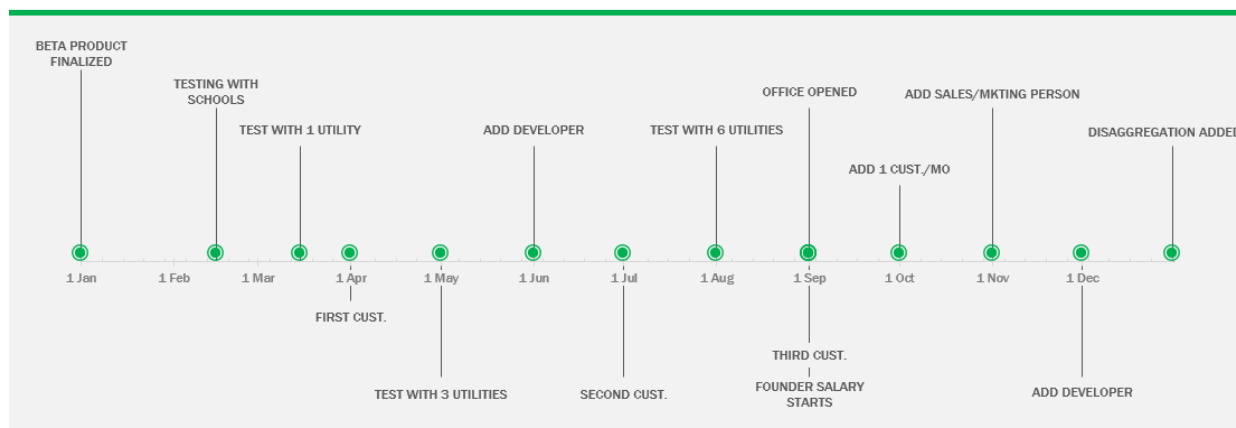 BETA PRODUCT
FINALIZED
TESTING WITH
SCHOOLS
OFFICE OPENED
ADD SALES/MKTING PERSON
TEST WITH 1 UTILITY
ADD DEVELOPER
TEST WITH 6 UTILITIES
DISAGGREGATION ADDED
ADD 1 CUST./MO
1 Jan
1 Feb
1 Mar
1 Apr
1 May
1 Jun
1 Jul
1 Aug
1 Sep
1 Oct
1 Nov
1 Dec
FIRST CUST.
THIRD CUST.
TEST WITH 3 UTILITIES
SECOND CUST.
FOUNDER SALARY
STARTS
ADD DEVELOPER